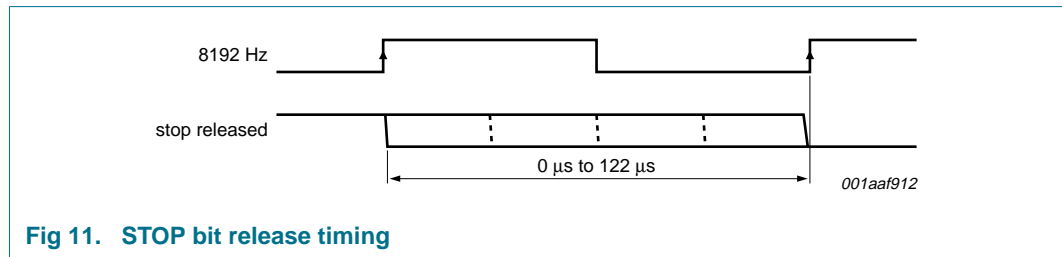 8192 Hz
stop released
0 μs to 122 μs
001aaf912
Fig 11. STOP bit release timing